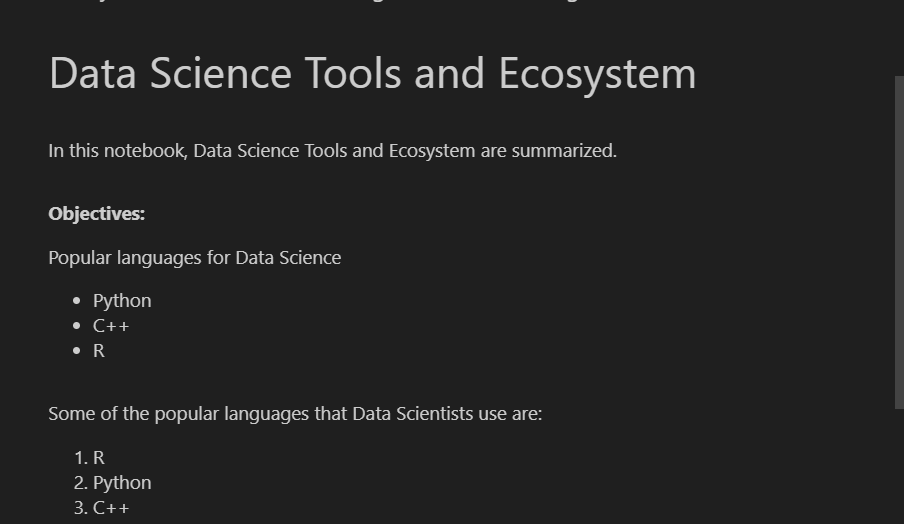 Data Science Tools and Ecosystem
In this notebook, Data Science Tools and Ecosystem are summarized.
Objectives:
Popular languages for Data Science
• Python
• C++
• R
Some of the popular languages that Data Scientists use are:
1. R
2. Python
3. C++